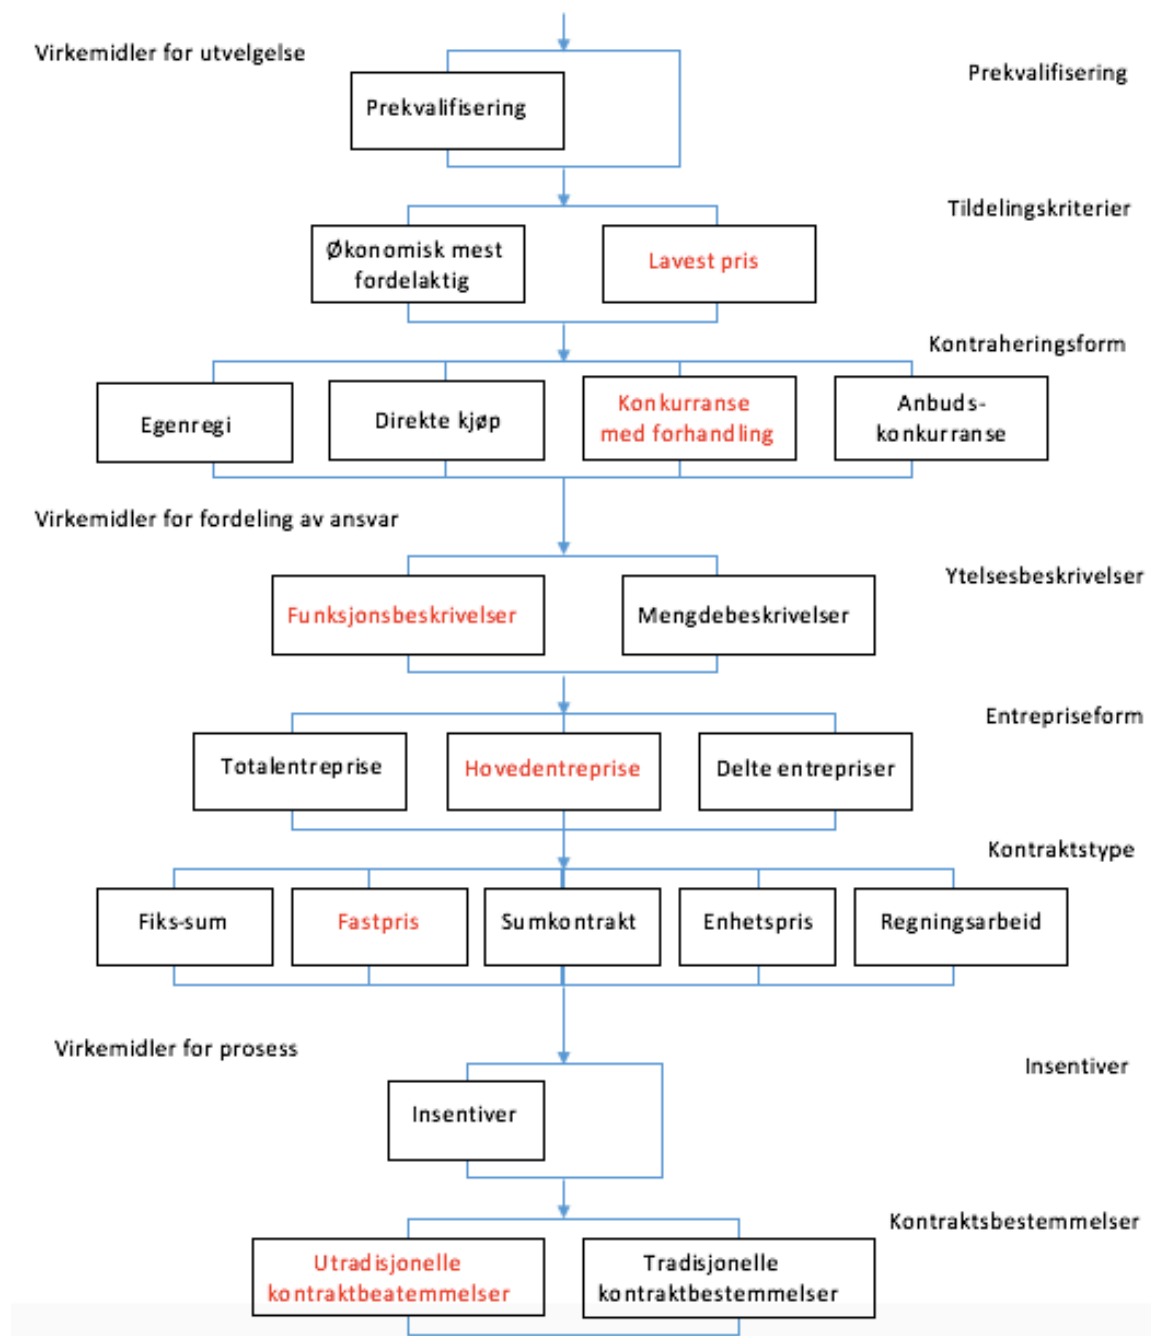 Virkemidler for utvelgelse
Prekvalifisering
Prekvalifisering
Tildelingskriterier
Økonomisk mest
fordelaktig
Lavest pris
Kontraheringsform
Egenregi
Direkte kjøp
Konkurranse
med forhandling
Anbuds-
konkurranse
Virkemidler for fordeling av ansvar
Ytelsesbeskrivelser
Funksjonsbeskrivelser
Mengdebeskrivelser
Entrepriseform
Totalentreprise
Hovedentreprise
Delte entrepriser
Kontraktstype
Fiks-sum
Fastpris
Sumkontrakt
Enhetspris
Regningsarbeid
Virkemidler for prosess
Insentiver
Insentiver
Kontraktsbestemmelser
Utradisjonelle
kontraktbeatemmelser
Tradisjonelle
kontraktbestemmelser